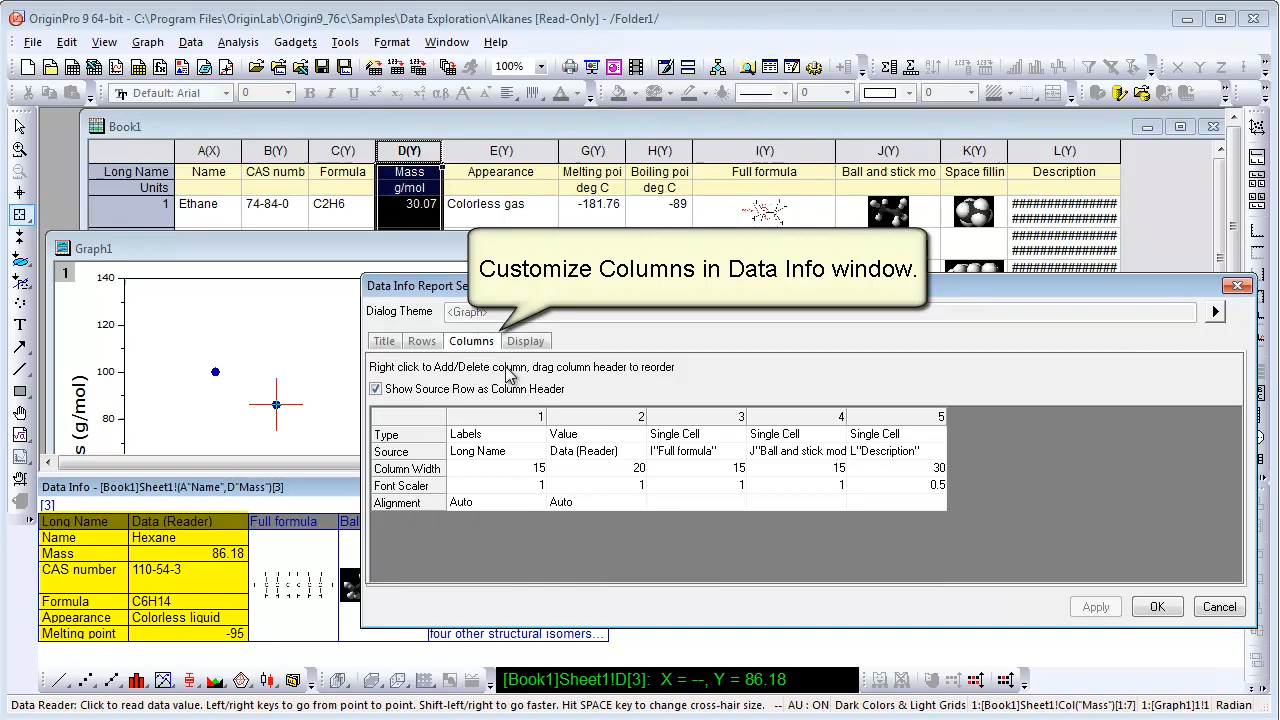 OriginPro 9 64-bit - C:\Program Files\OriginLab\Origin9_76c\Samples\Data Exploration\Alkanes [Read-Only] - /Folder1/
File Edit View Graph Data Analysis Gadgets Tools Format Window Help
100%
Default: Arial 0 0 0
Book1
A(X) B(Y) C(Y) D(Y) E(Y) G(Y) H(Y) I(Y) J(Y) K(Y) L(Y)
Long Name Name CAS numb Formula Mass Appearance Melting poi Boiling poi Full formula Ball and stick mo Space fillin Description
Units g/mol deg C deg C
1 Ethane 74-84-0 C2H6 30.07 Colorless gas -181.76 -89 ################
################
################
################
Graph1
Customize Columns in Data Info window.
1
140
120
100
80
s (g/mol)
Data Info Report Se
Dialog Theme <Graph>
Title Rows Columns Display
Right click to Add/Delete column, drag column header to reorder
Show Source Row as Column Header
1 2 3 4 5
Type Labels Value Single Cell Single Cell Single Cell
Source Long Name Data (Reader) I"Full formula" J"Ball and stick mod L"Description"
Column Width 15 20 15 15 30
Font Scaler 1 1 1 1 0.5
Alignment Auto Auto
Apply OK Cancel
Data Info - [Book1]Sheet1!(A"Name",D"Mass")[3]
[3]
Long Name Data (Reader) Full formula Bal
Name Hexane
Mass 86.18
CAS number 110-54-3
Formula C6H14
Appearance Colorless liquid
Melting point -95 four other structural isomers...
[Book1]Sheet1!D[3]: X = --, Y = 86.18
Data Reader: Click to read data value. Left/right keys to go from point to point. Shift-left/right to go faster. Hit SPACE key to change cross-hair size. -- AU : ON Dark Colors & Light Grids 1:[Book1]Sheet1!Col("Mass")[1:7] 1:[Graph1]1!1 Radian